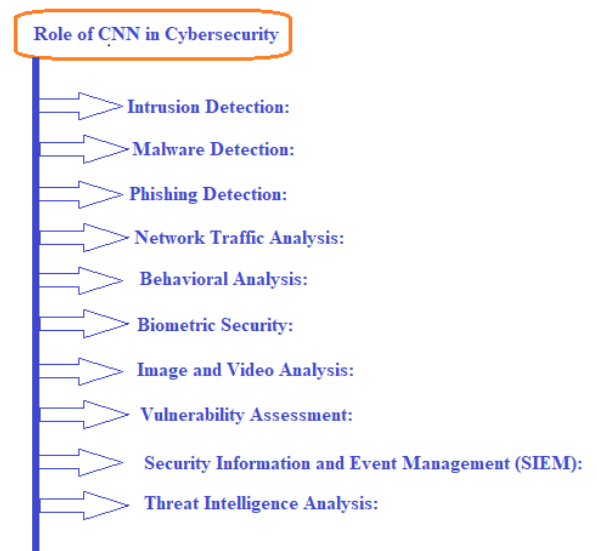 Role of CNN in Cybersecurity
Intrusion Detection:
Malware Detection:
Phishing Detection:
Network Traffic Analysis:
Behavioral Analysis:
Biometric Security:
Image and Video Analysis:
Vulnerability Assessment:
Security Information and Event Management (SIEM):
Threat Intelligence Analysis: